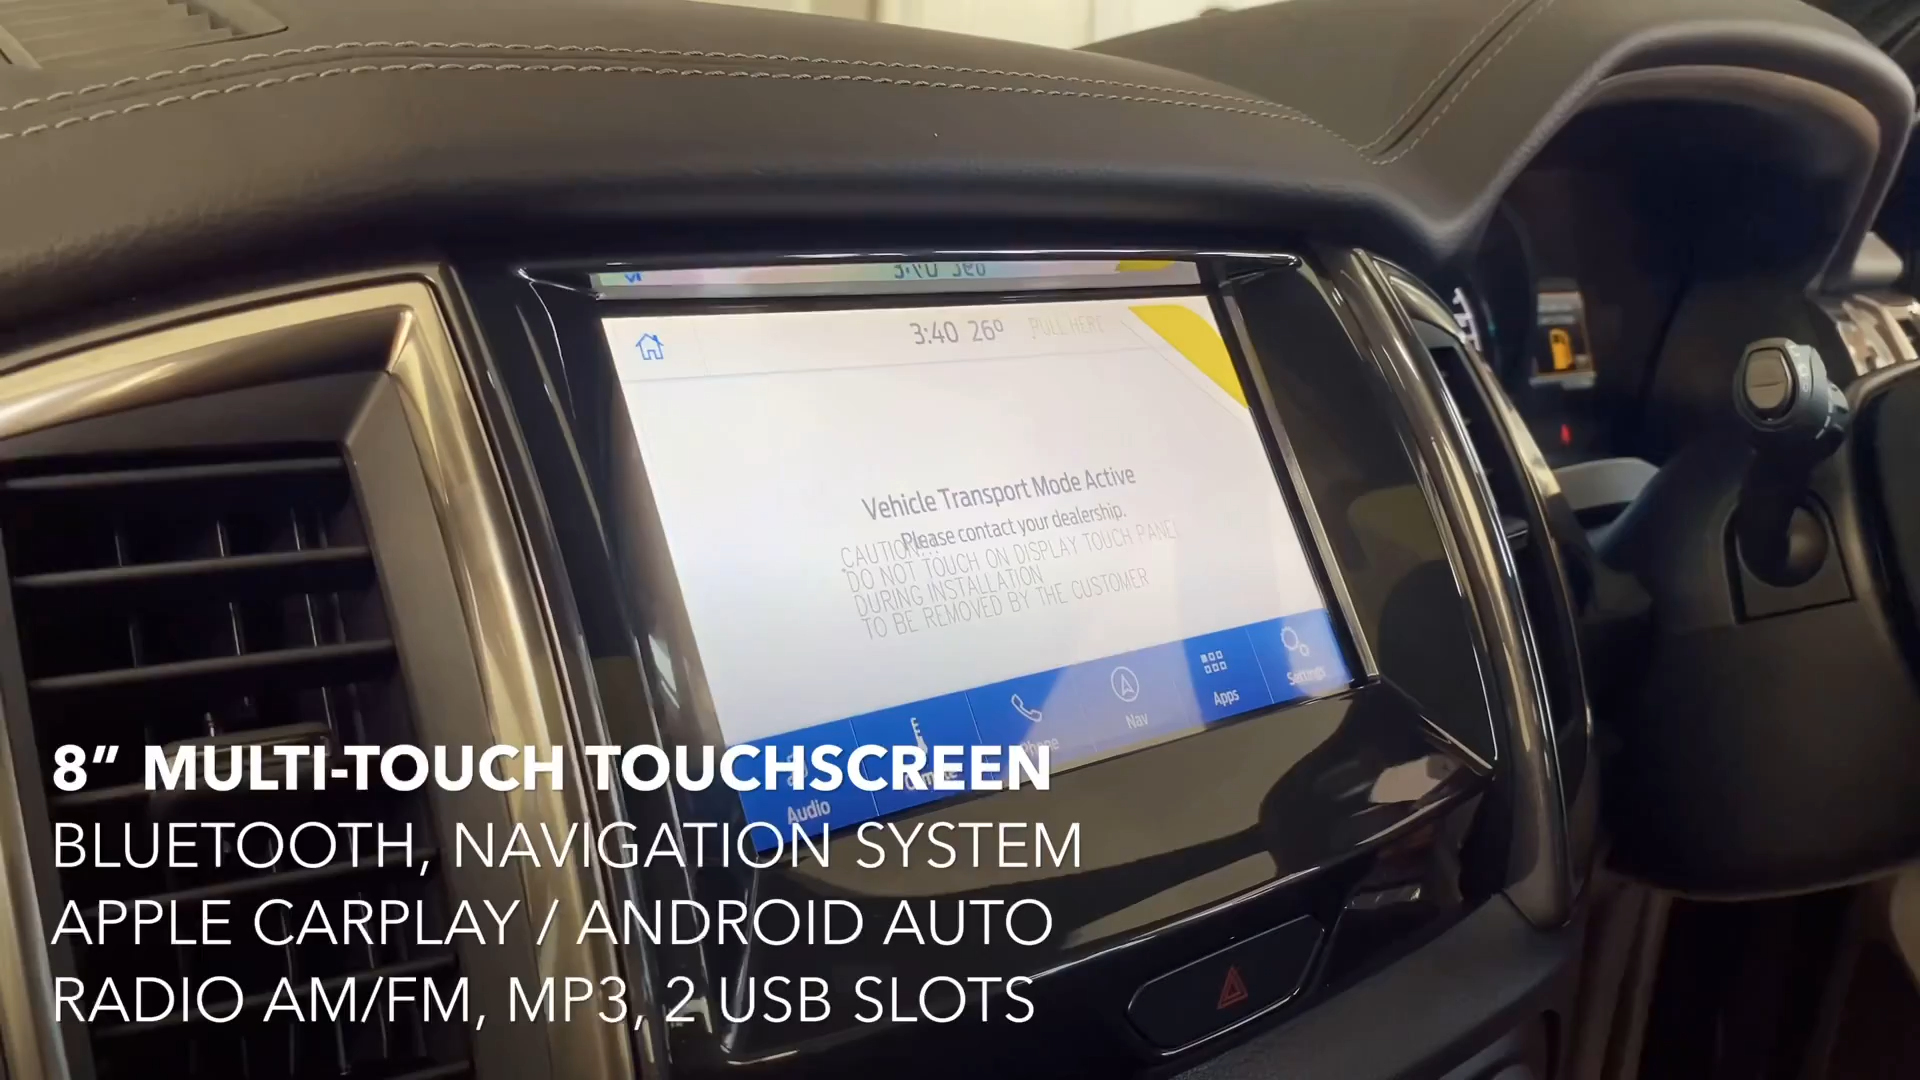 3:40 26º PULL HERE
Vehicle Transport Mode Active
Please contact your dealership.
CAUTION...
DO NOT TOUCH ON DISPLAY TOUCH PANEL
DURING INSTALLATION
TO BE REMOVED BY THE CUSTOMER
Audio
Phone
Nav
Apps
Settings
8“ MULTI-TOUCH TOUCHSCREEN
BLUETOOTH, NAVIGATION SYSTEM
APPLE CARPLAY / ANDROID AUTO
RADIO AM/FM, MP3, 2 USB SLOTS